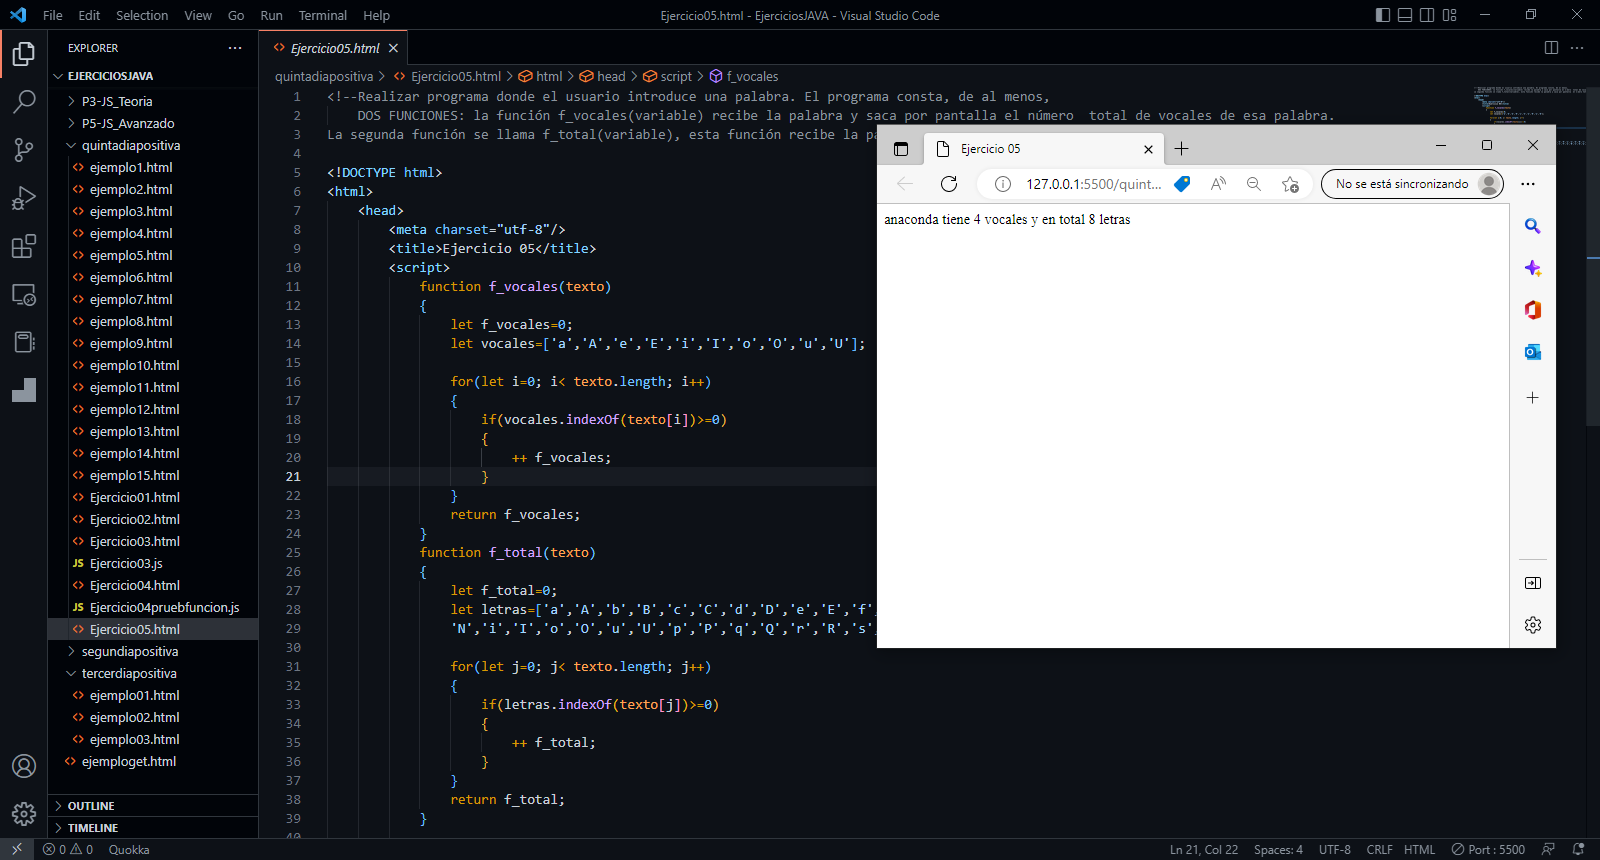 File Edit Selection View Go Run Terminal Help
Ejercicio05.html - EjerciciosJAVA - Visual Studio Code
EXPLORER
EJERCICIOSJAVA
P3-JS_Teoria
P5-JS_Avanzado
quintadiapositiva
ejemplo1.html
ejemplo2.html
ejemplo3.html
ejemplo4.html
ejemplo5.html
ejemplo6.html
ejemplo7.html
ejemplo8.html
ejemplo9.html
ejemplo10.html
ejemplo11.html
ejemplo12.html
ejemplo13.html
ejemplo14.html
ejemplo15.html
Ejercicio01.html
Ejercicio02.html
Ejercicio03.html
JS Ejercicio03.js
Ejercicio04.html
JS Ejercicio04pruebfuncion.js
Ejercicio05.html
segundiapositiva
tercerdiapositiva
ejemplo01.html
ejemplo02.html
ejemplo03.html
ejemploget.html
OUTLINE
TIMELINE
Ejercicio05.html
quintadiapositiva > Ejercicio05.html > html > head > script > f_vocales
1 <!--Realizar programa donde el usuario introduce una palabra. El programa consta, de al menos,
2 DOS FUNCIONES: la función f_vocales(variable) recibe la palabra y saca por pantalla el número  total de vocales de esa palabra.
3 La segunda función se llama f_total(variable), esta función recibe la pa
4
5 <!DOCTYPE html>
6 <html>
7 <head>
8 <meta charset="utf-8"/>
9 <title>Ejercicio 05</title>
10 <script>
11 function f_vocales(texto)
12 {
13 let f_vocales=0;
14 let vocales=['a','A','e','E','i','I','o','O','u','U'];
15
16 for(let i=0; i< texto.length; i++)
17 {
18 if(vocales.indexOf(texto[i])>=0)
19 {
20 ++ f_vocales;
21 }
22 }
23 return f_vocales;
24 }
25 function f_total(texto)
26 {
27 let f_total=0;
28 let letras=['a','A','b','B','c','C','d','D','e','E','f',
29 'N','i','I','o','O','u','U','p','P','q','Q','r','R','s'
30
31 for(let j=0; j< texto.length; j++)
32 {
33 if(letras.indexOf(texto[j])>=0)
34 {
35 ++ f_total;
36 }
37 }
38 return f_total;
39 }
40
Ejercicio 05
127.0.0.1:5500/quint...
No se está sincronizando
anaconda tiene 4 vocales y en total 8 letras
0 0 Quokka
Ln 21, Col 22 Spaces: 4 UTF-8 CRLF HTML Port : 5500